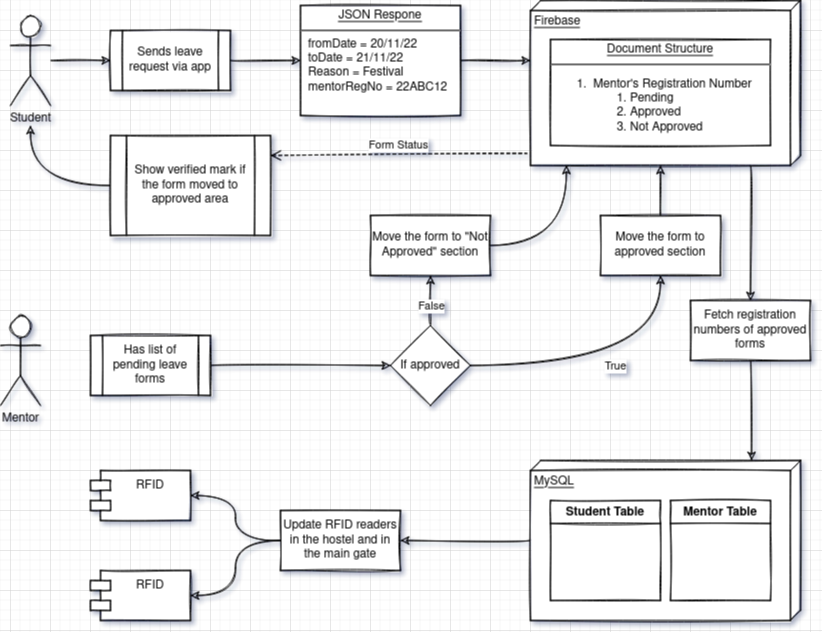 Student
Sends leave
request via app
JSON Respone
fromDate = 20/11/22
toDate = 21/11/22
Reason = Festival
mentorRegNo = 22ABC12
Firebase
Document Structure
1. Mentor's Registration Number
1. Pending
2. Approved
3. Not Approved
Form Status
Show verified mark if
the form moved to
approved area
Move the form to "Not
Approved" section
Move the form to
approved section
False
Fetch registration
numbers of approved
forms
Mentor
Has list of
pending leave
forms
If approved
True
MySQL
Student Table
Mentor Table
Update RFID readers
in the hostel and in
the main gate
RFID
RFID